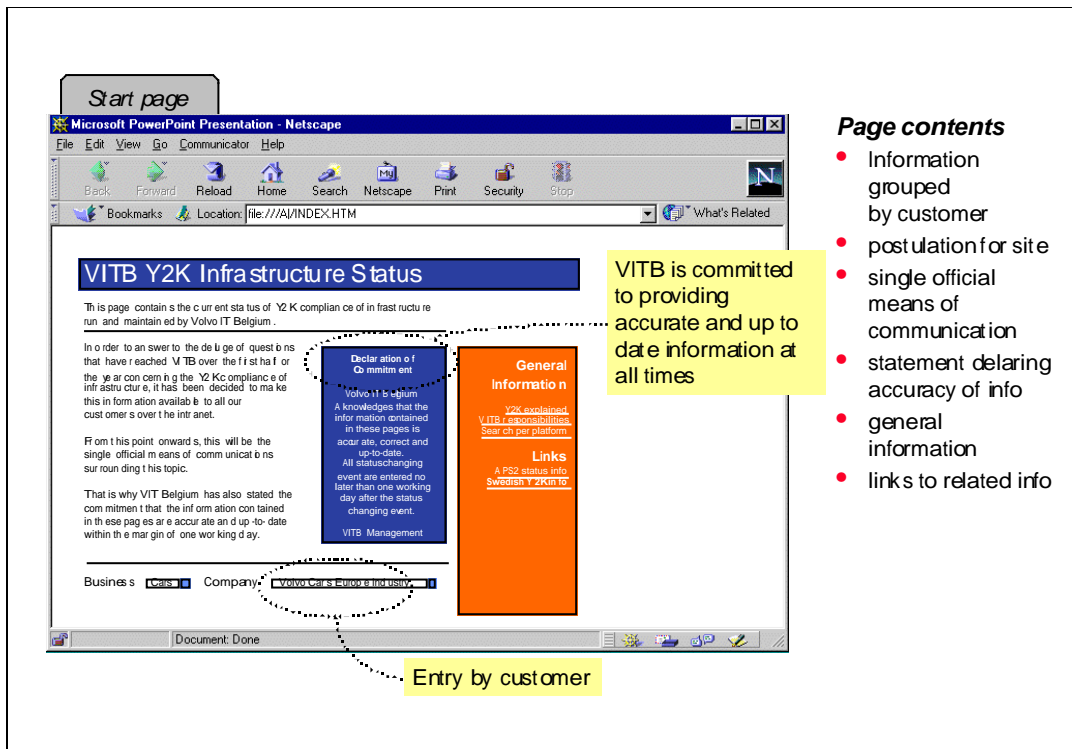 Start page
Microsoft PowerPoint Presentation - Netscape
File Edit View Go Communicator Help
Back Forward Reload Home Search Netscape Print Security Stop
My
N
Bookmarks Location: file:///A|/INDEX.HTM What's Related
VITB Y2K Infrastructure Status
This page contains the current status of Y2K compliance of infrastructure
run and maintained by Volvo IT Belgium.
In order to answer to the deluge of questions
that have reached VITB over the first half or
the year concerning the Y2Kcompliance of
infrastructure, it has been decided to make
this information available to all our
customers over the intranet.
From this point onwards, this will be the
single official means of communications
surrounding this topic.
That is why VIT Belgium has also stated the
commitment that the information contained
in these pages are accurate and up-to-date
within the margin of one working day.
Declaration of
Commitment
Volvo IT Belgium
Aknowledges that the
information contained
in these pages is
accurate, correct and
up-to-date.
All statuschanging
event are entered no
later than one working
day after the status
changing event.
VITB Management
General
Information
Y2K explained
VITB responsibilities
Search per platform
Links
APS2 status info
Swedish Y2Kinfo
Business Cars Company Volvo Cars Europe Industry
Document: Done
VITB is committed
to providing
accurate and up to
date information at
all times
Entry by customer
Page contents
• Information
grouped
by customer
• postulation for site
• single official
means of
communication
• statement delaring
accuracy of info
• general
information
• links to related info